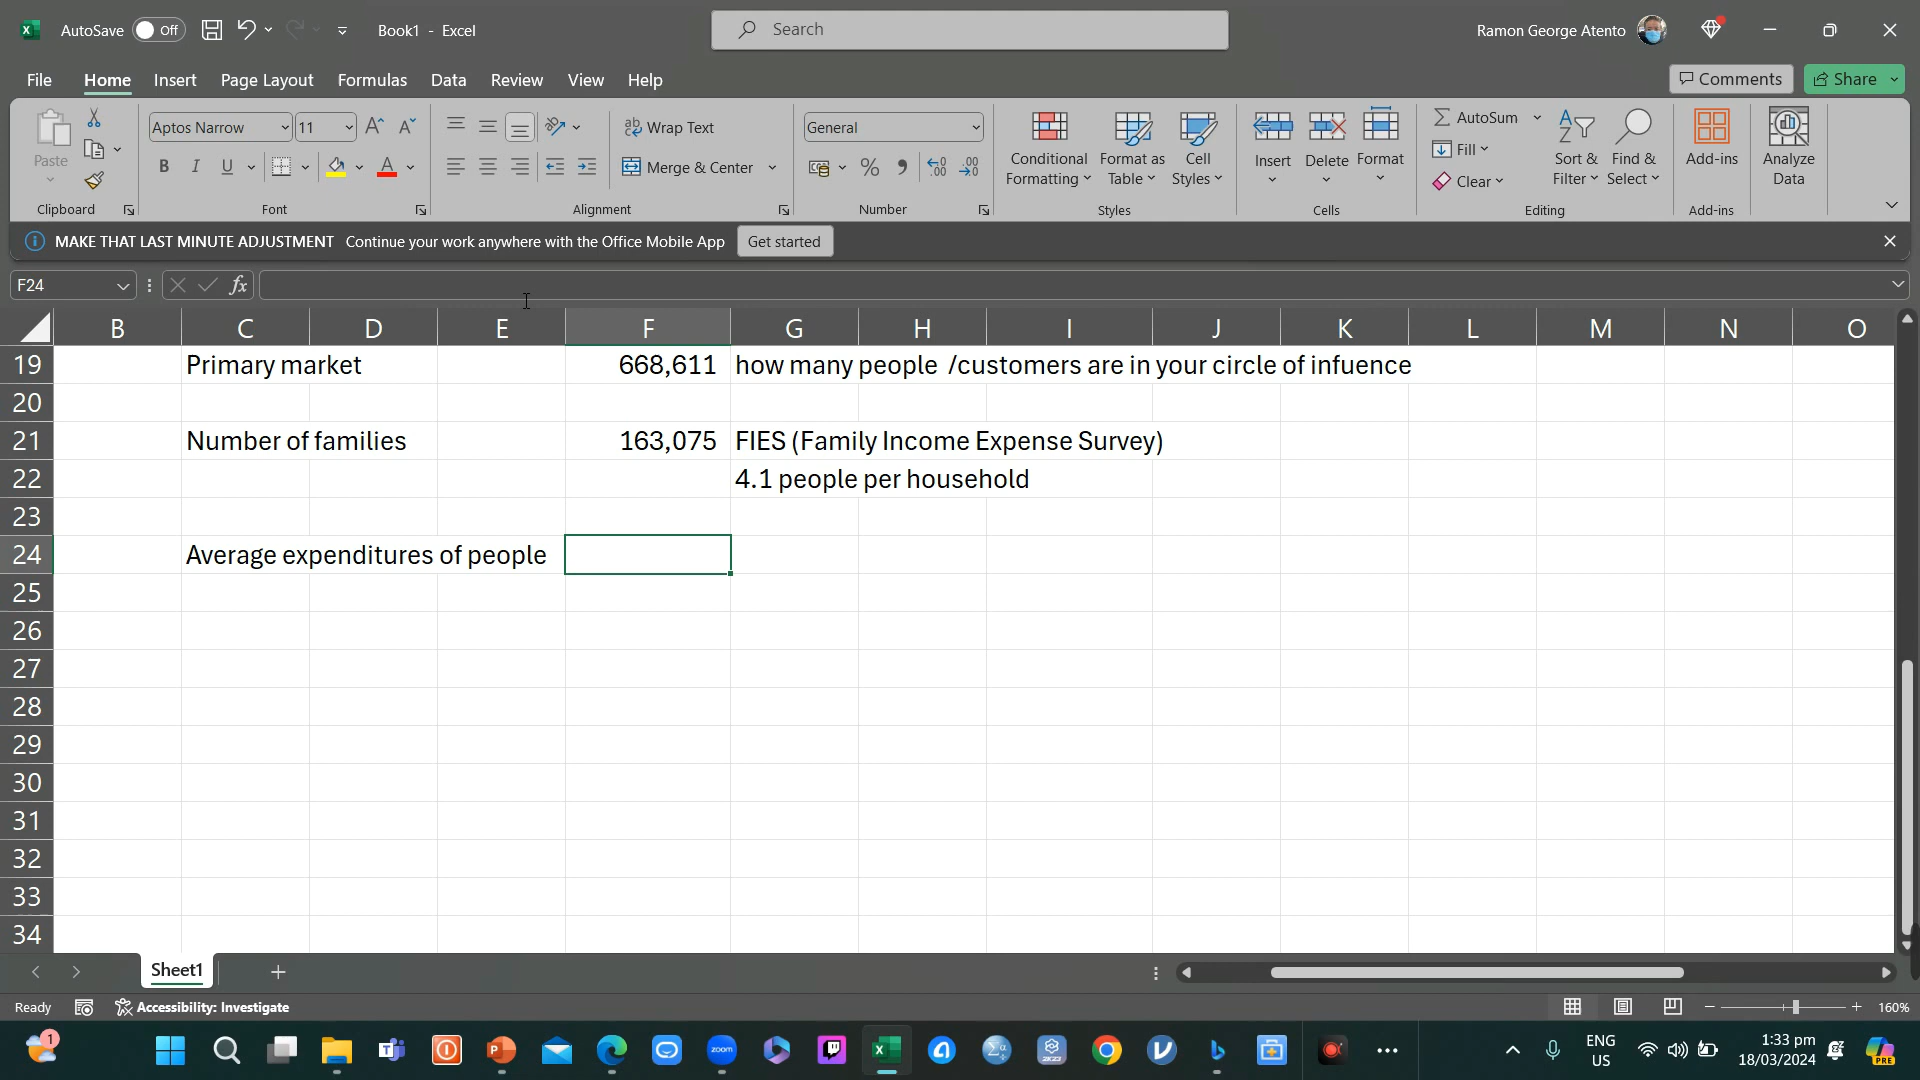 AutoSave Off Book1 - Excel Search Ramon George Atento
File Home Insert Page Layout Formulas Data Review View Help Comments Share
Aptos Narrow 11 Wrap Text General AutoSum
Paste Conditional Formatting Format as Table Cell Styles Insert Delete Format Fill Sort & Filter Find & Select Add-ins Analyze Data
B I U A Merge & Center % Clear
Clipboard Font Alignment Number Styles Cells Editing Add-ins
MAKE THAT LAST MINUTE ADJUSTMENT Continue your work anywhere with the Office Mobile App Get started
F24 fx
B C D E F G H I J K L M N O
19 Primary market 668,611 how many people /customers are in your circle of infuence
20
21 Number of families 163,075 FIES (Family Income Expense Survey)
22 4.1 people per household
23
24 Average expenditures of people
25
26
27
28
29
30
31
32
33
34
Sheet1
Ready Accessibility: Investigate 160%
1 zoom 2K23 ENG US 1:33 pm 18/03/2024 PRE